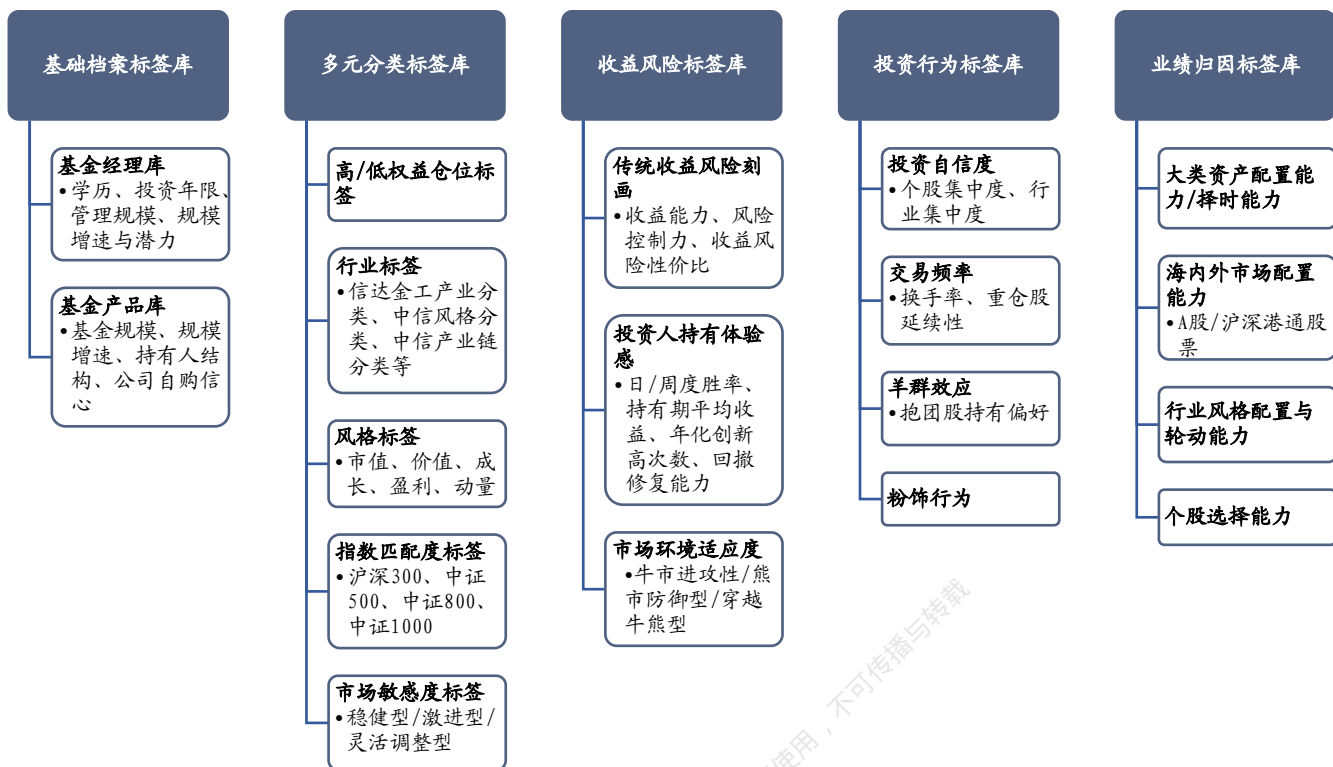 基础档案标签库
基金经理库
•学历、投资年限、
管理规模、规模
增速与潜力
基金产品库
•基金规模、规模
增速、持有人结
构、公司自购信
心
多元分类标签库
高/低权益仓位标
签
行业标签
•信达金工产业分
类、中信风格分
类、中信产业链
分类等
风格标签
•市值、价值、成
长、盈利、动量
指数匹配度标签
•沪深300、中证
500、中证800、
中证1000
市场敏感度标签
•稳健型/激进型/
灵活调整型
收益风险标签库
传统收益风险刻
画
•收益能力、风险
控制力、收益风
险性价比
投资人持有体验
感
•日/周度胜率、
持有期平均收
益、年化创新
高次数、回撤
修复能力
市场环境适应度
•牛市进攻性/熊
市防御型/穿越
牛熊型
投资行为标签库
投资自信度
•个股集中度、行
业集中度
交易频率
•换手率、重仓股
延续性
羊群效应
•抱团股持有偏好
粉饰行为
业绩归因标签库
大类资产配置能
力/择时能力
海内外市场配置
能力
•A股/沪深港通股
票
行业风格配置与
轮动能力
个股选择能力
使用，不可传播与转载